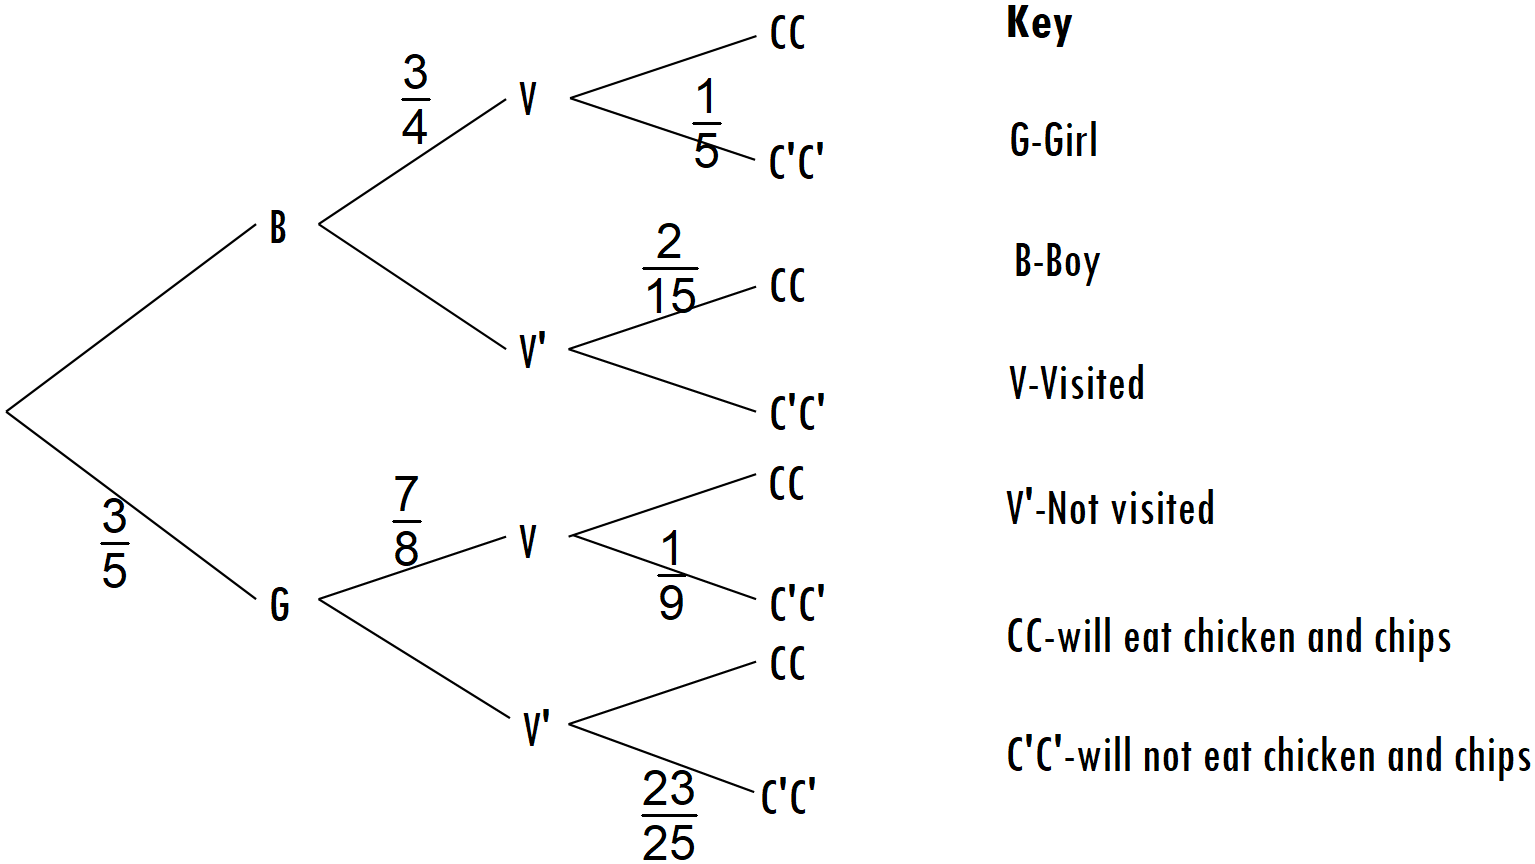 CC
Key
3
4
V
1
5
C'C'
G-Girl
B
2
15
CC
B-Boy
V'
C'C'
V-Visited
3
5
7
8
CC
V
1
9
C'C'
V'-Not visited
G
CC
CC-will eat chicken and chips
V'
23
25
C'C'
C'C'-will not eat chicken and chips